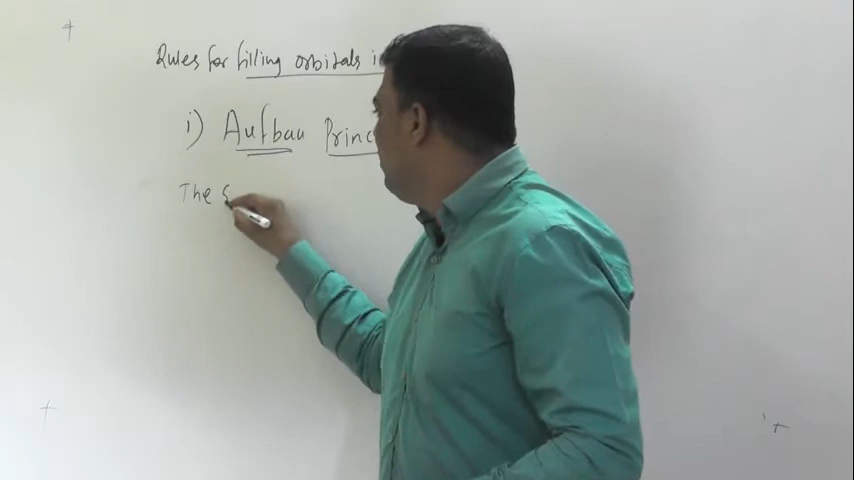 Rules for filling orbitals
i) Aufbau Princ
The